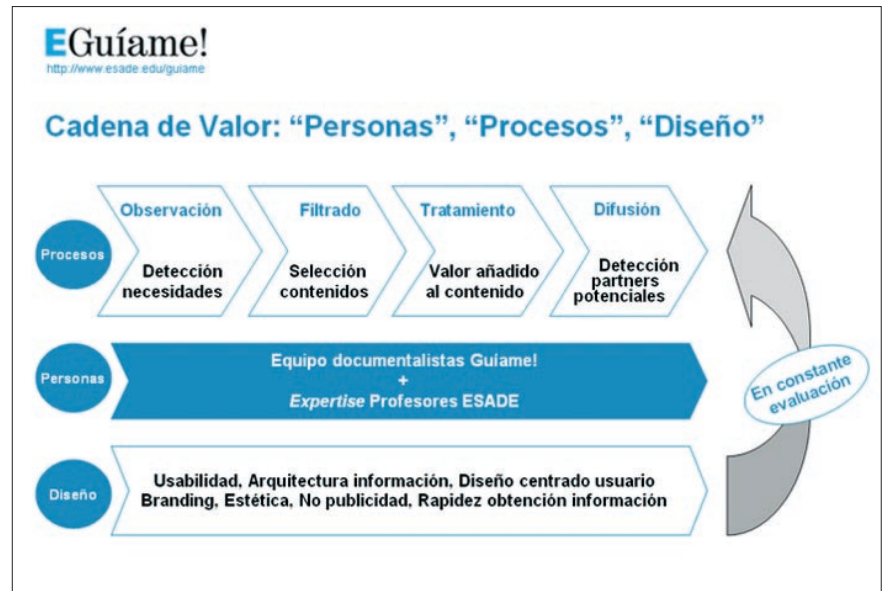 EGuíame!
http://www.esade.edu/guiame
Cadena de Valor: “Personas”, “Procesos”, “Diseño”
Procesos
Observación
Detección
necesidades
Filtrado
Selección
contenidos
Tratamiento
Valor añadido
al contenido
Difusión
Detección
partners
potenciales
Personas
Equipo documentalistas Guíame!
+
Expertise Profesores ESADE
En constante
evaluación
Diseño
Usabilidad, Arquitectura información, Diseño centrado usuario
Branding, Estética, No publicidad, Rapidez obtención información